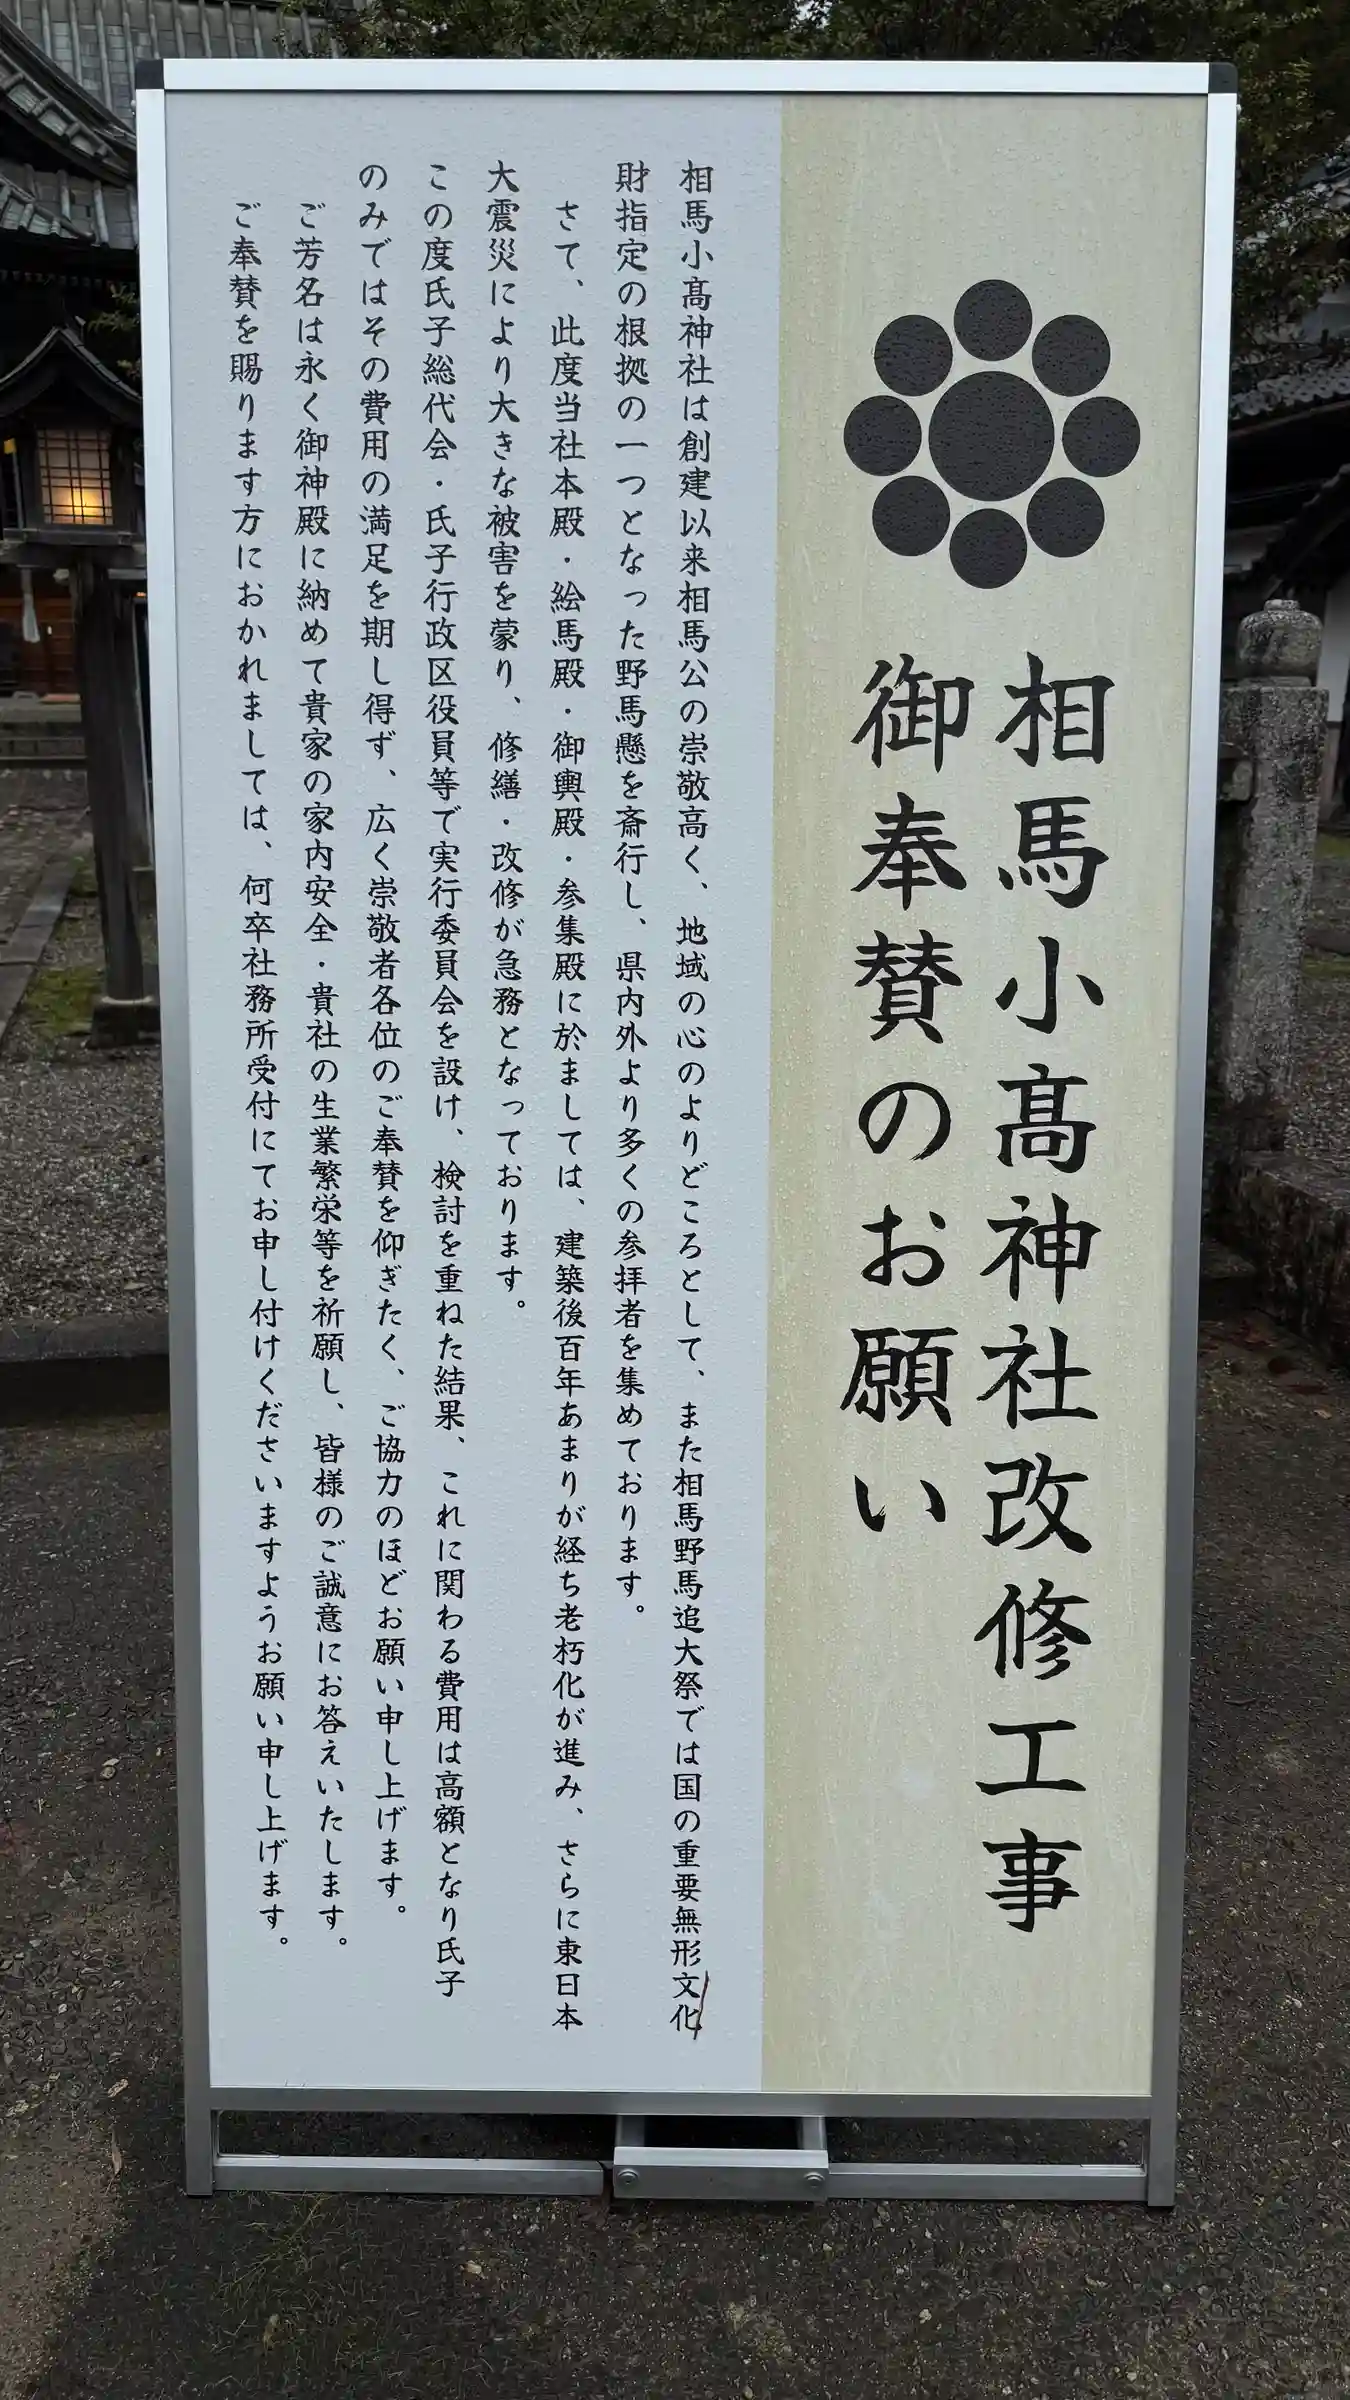 相馬小髙神社改修工事
御奉賛のお願い
相馬小髙神社は創建以来相馬公の崇敬高く、地域の心のよりどころとして、また相馬野馬追大祭では国の重要無形文化
財指定の根拠の一つとなった野馬懸を斎行し、県内外より多くの参拝者を集めております。
さて、此度当社本殿・絵馬殿・御輿殿・参集殿に於ましては、建築後百年あまりが経ち老朽化が進み、さらに東日本
大震災により大きな被害を蒙り、修繕・改修が急務となっております。
この度氏子総代会・氏子行政区役員等で実行委員会を設け、検討を重ねた結果、これに関わる費用は高額となり氏子
のみではその費用の満足を期し得ず、広く崇敬者各位のご奉賛を仰ぎたく、ご協力のほどお願い申し上げます。
ご芳名は永く御神殿に納めて貴家の家内安全・貴社の生業繁栄等を祈願し、皆様のご誠意にお答えいたします。
ご奉賛を賜ります方におかれましては、何卒社務所受付にてお申し付けくださいますようお願い申し上げます。